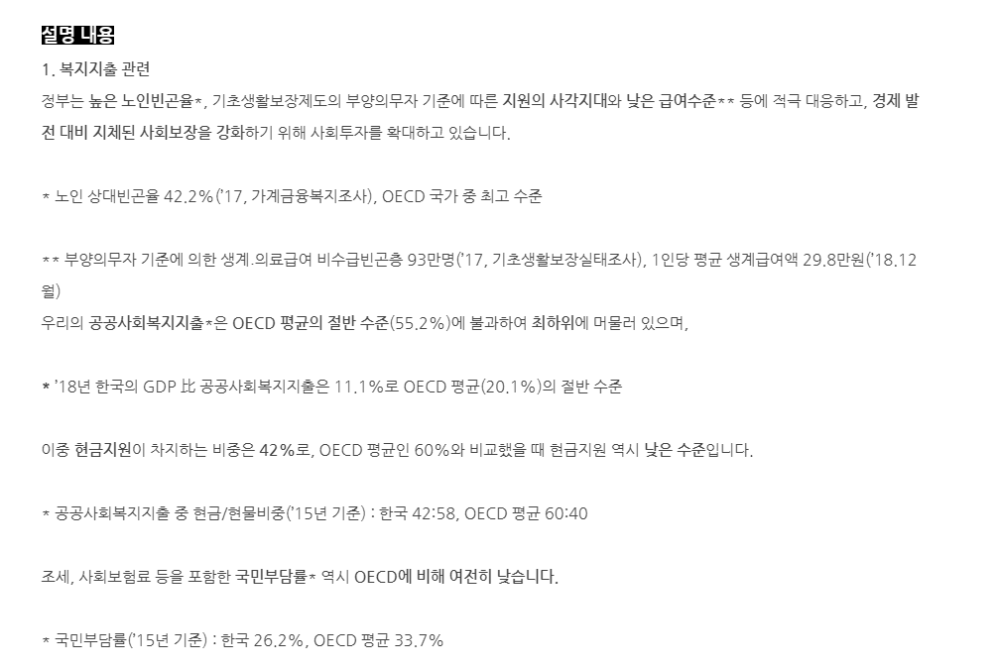 설명 내용
1. 복지지출 관련
정부는 높은 노인빈곤율*, 기초생활보장제도의 부양의무자 기준에 따른 지원의 사각지대와 낮은 급여수준** 등에 적극 대응하고, 경제 발
전 대비 지체된 사회보장을 강화하기 위해 사회투자를 확대하고 있습니다.
* 노인 상대빈곤율 42.2%('17, 가계금융복지조사), OECD 국가 중 최고 수준
** 부양의무자 기준에 의한 생계.의료급여 비수급빈곤층 93만명('17, 기초생활보장실태조사), 1인당 평균 생계급여액 29.8만원('18.12
월)
우리의 공공사회복지지출*은 OECD 평균의 절반 수준(55.2%)에 불과하여 최하위에 머물러 있으며,
* '18년 한국의 GDP 比 공공사회복지지출은 11.1%로 OECD 평균(20.1%)의 절반 수준
이중 현금지원이 차지하는 비중은 42%로, OECD 평균인 60%와 비교했을 때 현금지원 역시 낮은 수준입니다.
* 공공사회복지지출 중 현금/현물비중('15년 기준) : 한국 42:58, OECD 평균 60:40
조세, 사회보험료 등을 포함한 국민부담률* 역시 OECD에 비해 여전히 낮습니다.
* 국민부담률('15년 기준) : 한국 26.2%, OECD 평균 33.7%